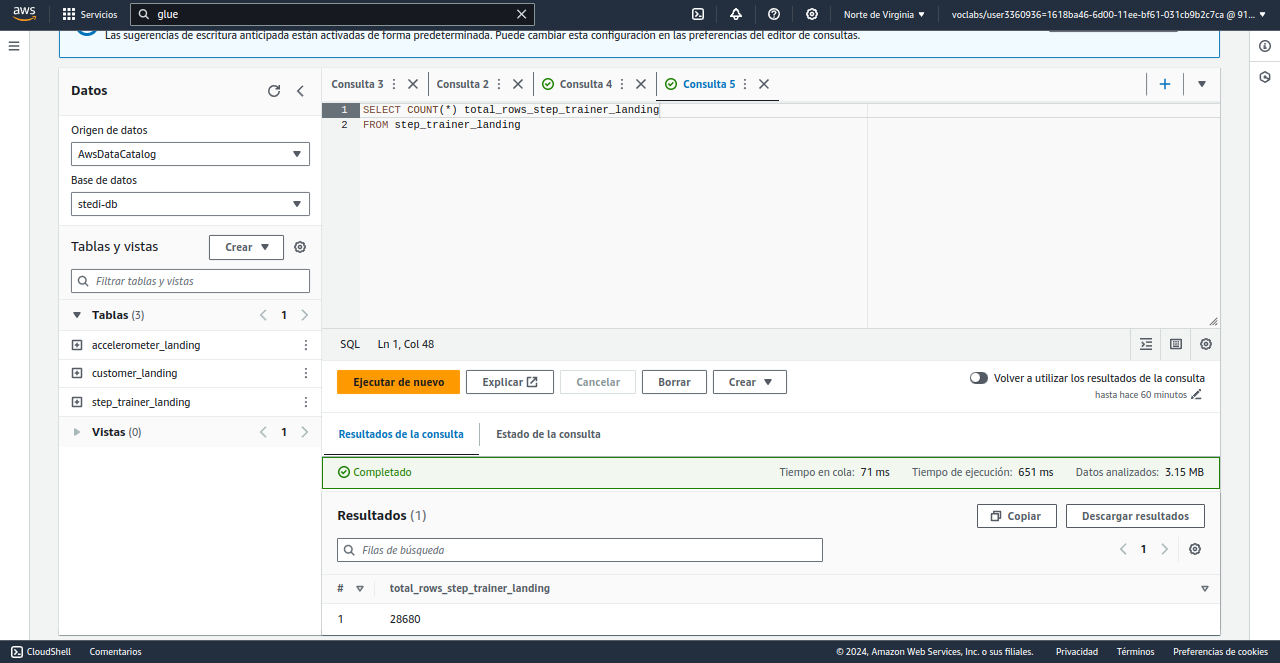 aws
Servicios
glue
Norte de Virginia
voclabs/user3360936=1618ba46-6d00-11ee-bf61-031cb9b2c7ca @ 91...
Las sugerencias de escritura anticipada están activadas de forma predeterminada. Puede cambiar esta configuración en las preferencias del editor de consultas.
Datos
Origen de datos
AwsDataCatalog
Base de datos
stedi-db
Tablas y vistas
Crear
Filtrar tablas y vistas
Tablas (3)
1
accelerometer_landing
customer_landing
step_trainer_landing
Vistas (0)
1
Consulta 3
Consulta 2
Consulta 4
Consulta 5
1 SELECT COUNT(*) total_rows_step_trainer_landing
2 FROM step_trainer_landing
SQL Ln 1, Col 48
Ejecutar de nuevo
Explicar
Cancelar
Borrar
Crear
Volver a utilizar los resultados de la consulta
hasta hace 60 minutos
Resultados de la consulta
Estado de la consulta
Completado
Tiempo en cola: 71 ms
Tiempo de ejecución: 651 ms
Datos analizados: 3.15 MB
Resultados (1)
Copiar
Descargar resultados
Filas de búsqueda
1
# total_rows_step_trainer_landing
1 28680
CloudShell
Comentarios
© 2024, Amazon Web Services, Inc. o sus filiales.
Privacidad
Términos
Preferencias de cookies